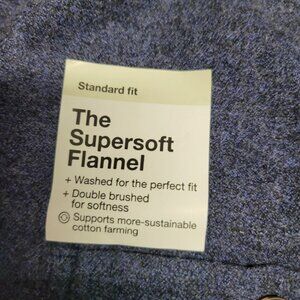 Standard fit
The
Supersoft
Flannel
+ Washed for the perfect fit
+ Double brushed
for softness
Supports more-sustainable
cotton farming